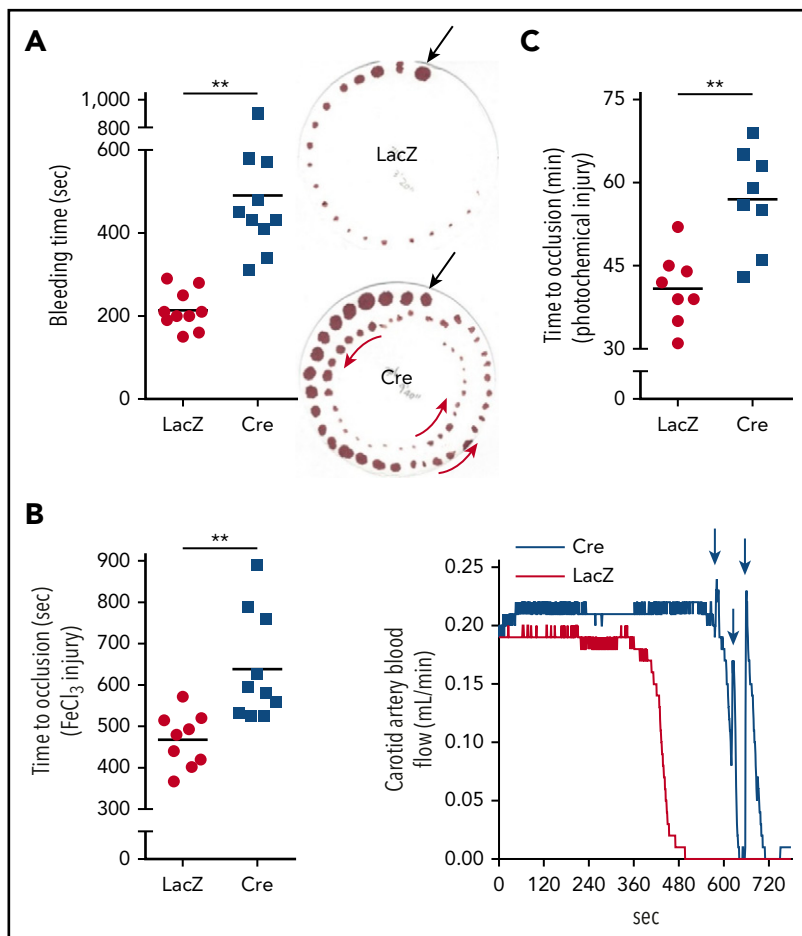 A
**
1,000
800
600
400
200
0
Bleeding time (sec)
LacZ Cre
LacZ
Cre
C
**
75
60
45
30
0
Time to occlusion (min)
(photochemical injury)
LacZ Cre
B
**
900
800
700
600
500
400
300
0
Time to occlusion (sec)
(FeCl3 injury)
LacZ Cre
Cre
LacZ
0.25
0.20
0.15
0.10
0.05
0.00
Carotid artery blood
flow (mL/min)
0 120 240 360 480 600 720
sec